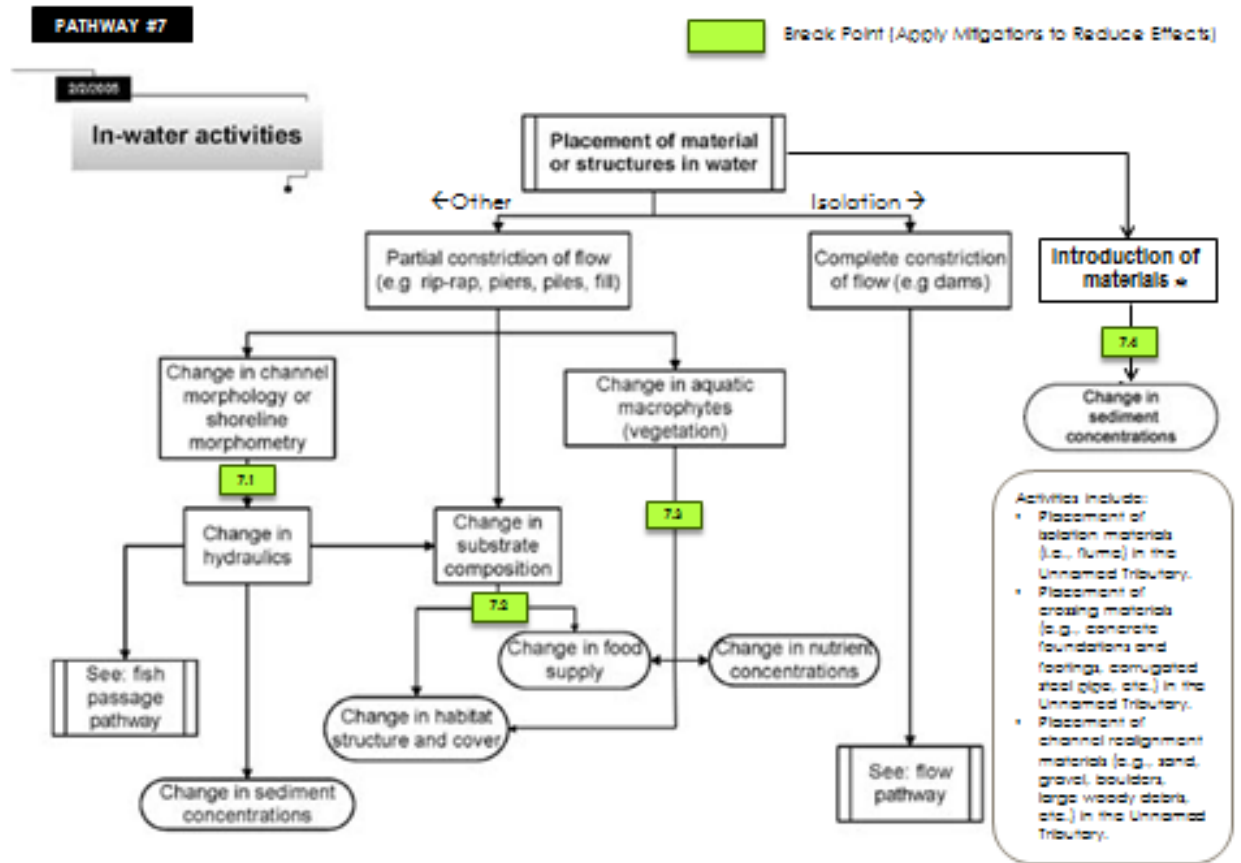 PATHWAY #7
Break Point (Apply Mitigations to Reduce Effects)
2/2/2005
In-water activities
Placement of material
or structures in water
←Other
Isolation →
Partial constriction of flow
(e.g rip-rap, piers, piles, fill)
Complete constriction
of flow (e.g dams)
Introduction of
materials
Change in channel
morphology or
shoreline
morphometry
Change in aquatic
macrophytes
(vegetation)
Change in
sediment
concentrations
7.1
7.3
Change in
hydraulics
Change in
substrate
composition
7.2
Change in food
supply
Change in nutrient
concentrations
See: fish
passage
pathway
Change in habitat
structure and cover
Change in sediment
concentrations
See: flow
pathway
Activities include:
• Placement of
isolation materials
(i.e., flume) in the
Unnamed Tributary.
• Placement of
crossing materials
(e.g., concrete
foundations and
footings, corrugated
steel pipe, etc.) in the
Unnamed Tributary.
• Placement of
channel realignment
materials (e.g., sand,
gravel, boulders,
large woody debris,
etc.) in the Unnamed
Tributary.